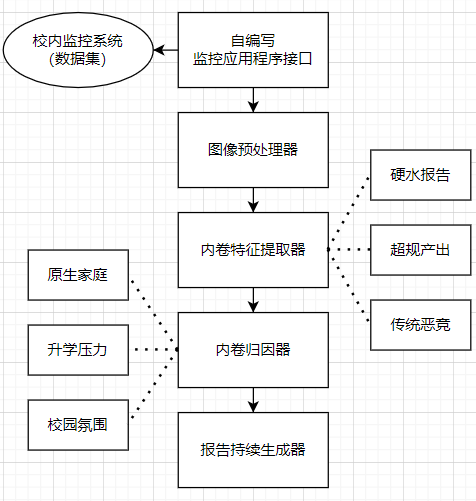 校内监控系统
（数据集）
自编写
监控应用程序接口
图像预处理器
硬水报告
内卷特征提取器
超规产出
原生家庭
传统恶竞
升学压力
内卷归因器
校园氛围
报告持续生成器